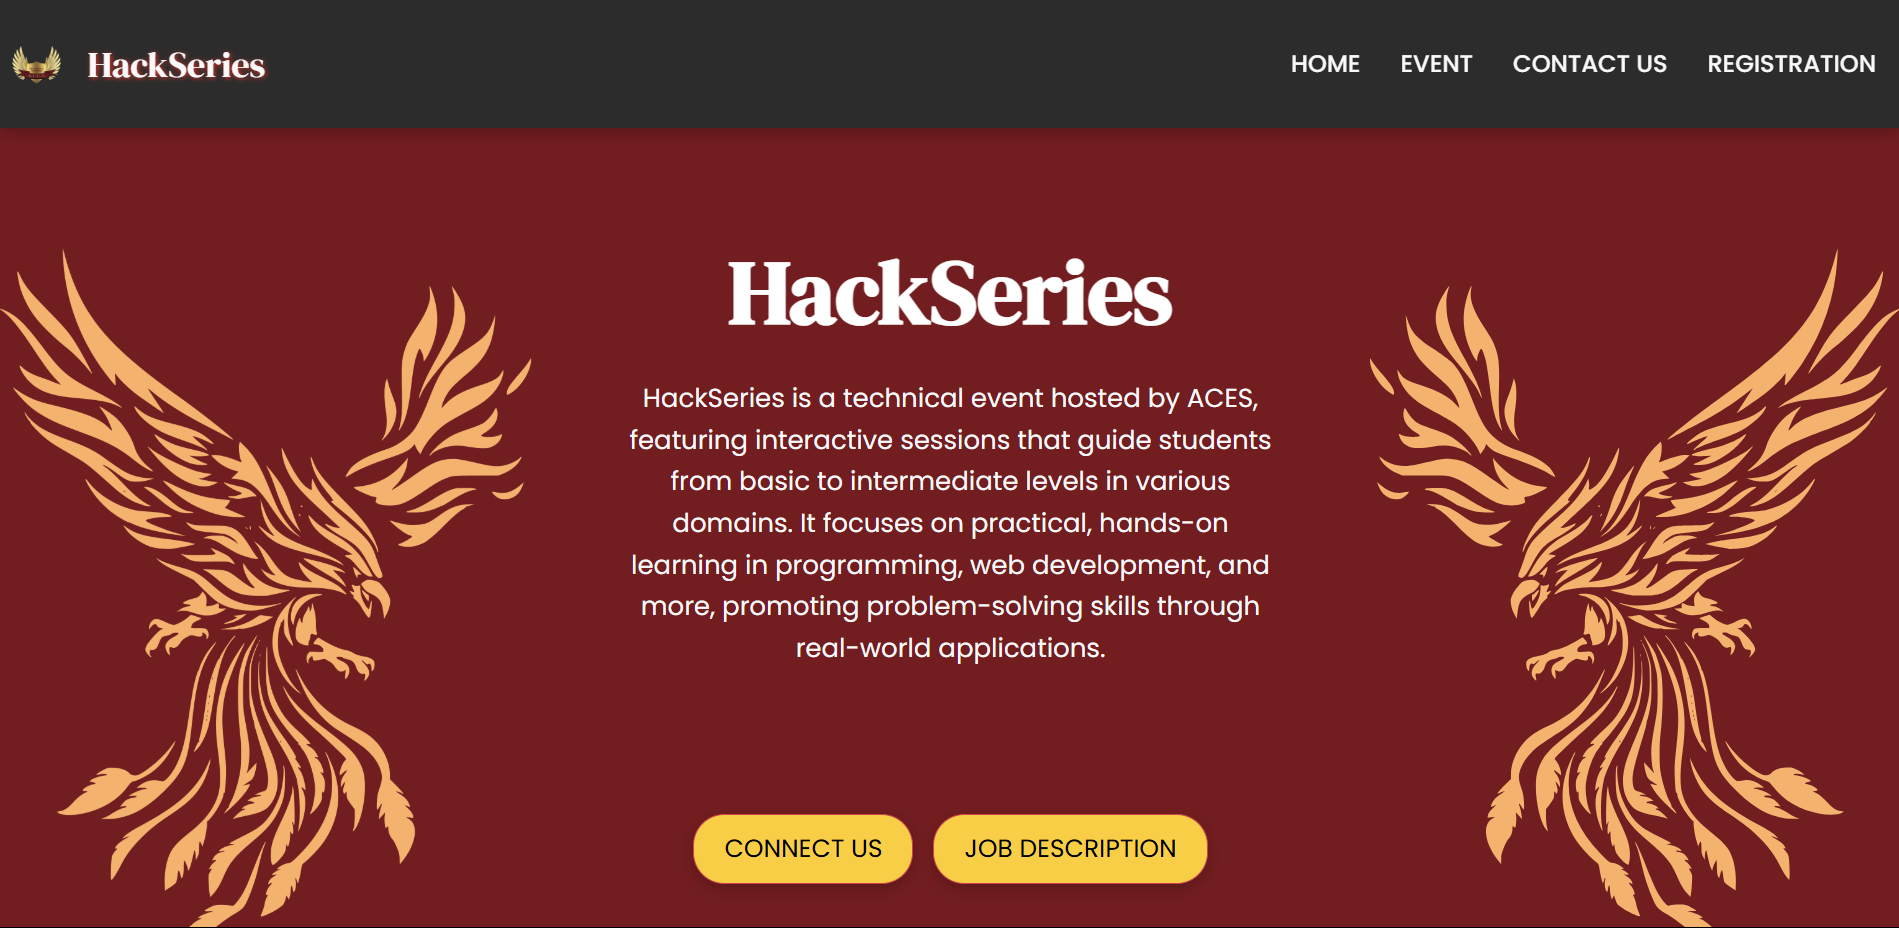 HackSeries
HOME EVENT CONTACT US REGISTRATION
HackSeries
HackSeries is a technical event hosted by ACES,
featuring interactive sessions that guide students
from basic to intermediate levels in various
domains. It focuses on practical, hands-on
learning in programming, web development, and
more, promoting problem-solving skills through
real-world applications.
CONNECT US
JOB DESCRIPTION